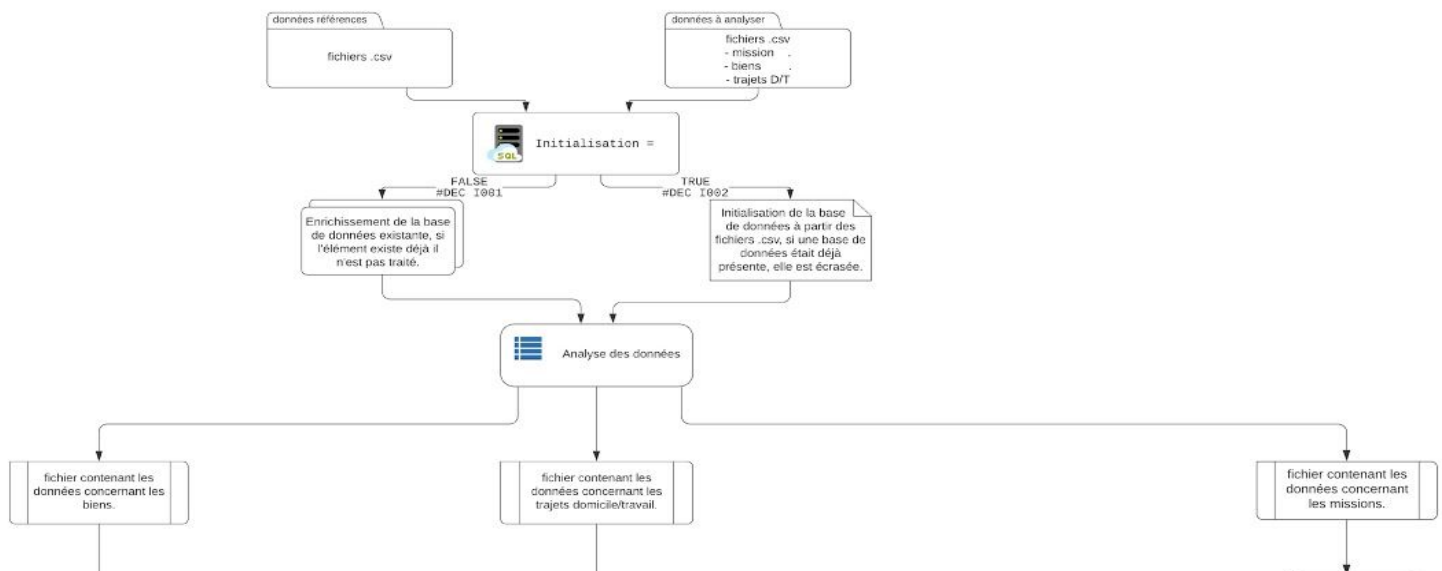 données références
fichiers .csv
données à analyser
fichiers .csv
- mission .
- biens .
- trajets D/T
SQL
Initialisation =
FALSE
#DEC I001
TRUE
#DEC I002
Enrichissement de la base
de données existante, si
l'élément existe déjà il
n'est pas traité.
Initialisation de la base
de données à partir des
fichiers .csv, si une base de
données était déjà
présente, elle est écrasée.
Analyse des données
fichier contenant les
données concernant les
biens.
fichier contenant les
données concernant les
trajets domicile/travail.
fichier contenant les
données concernant
les missions.